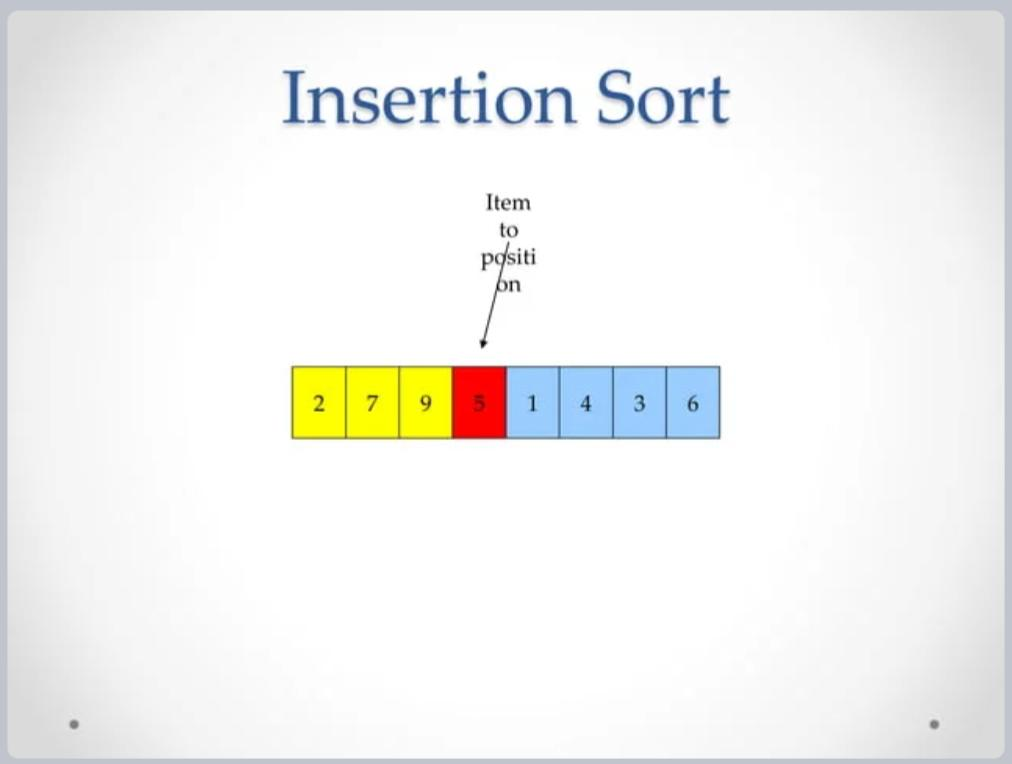 Insertion Sort
Item
to
positi
on
2 7 9 5 1 4 3 6